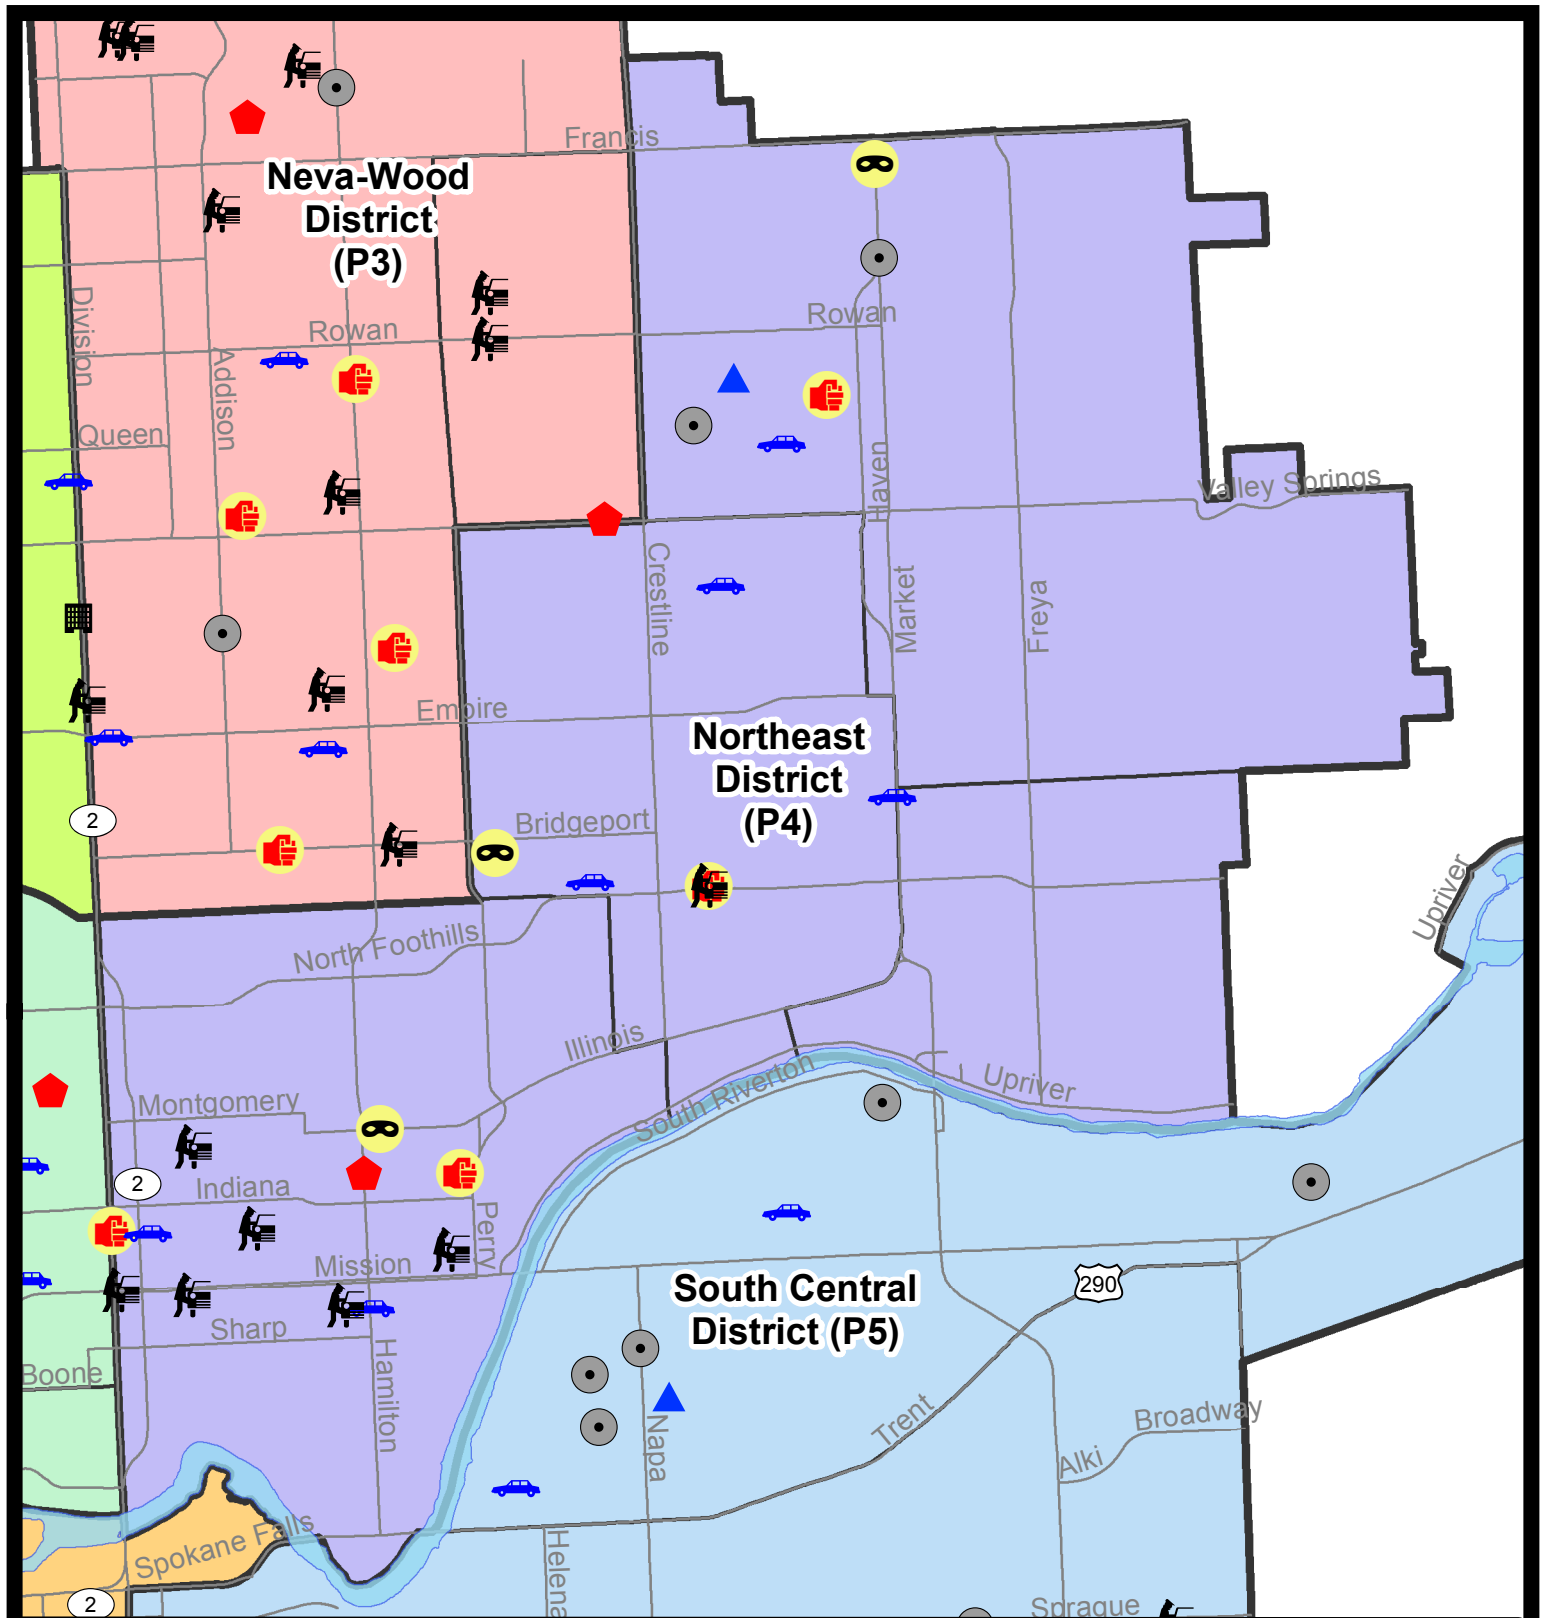 Francis
Neva-Wood
District
(P3)
Division
Rowan
Rowan
Addison
Queen
Haven
Valley Springs
Crestline
Market
Freya
Empire
Northeast
District
(P4)
2
Bridgeport
Upriver
North Foothills
Illinois
South Riverton
Upriver
Montgomery
2
Indiana
Perry
Mission
South Central
District (P5)
290
Sharp
Hamilton
Boone
Napa
Trent
Broadway
Alki
Spokane Falls
Helena
2
Sprague